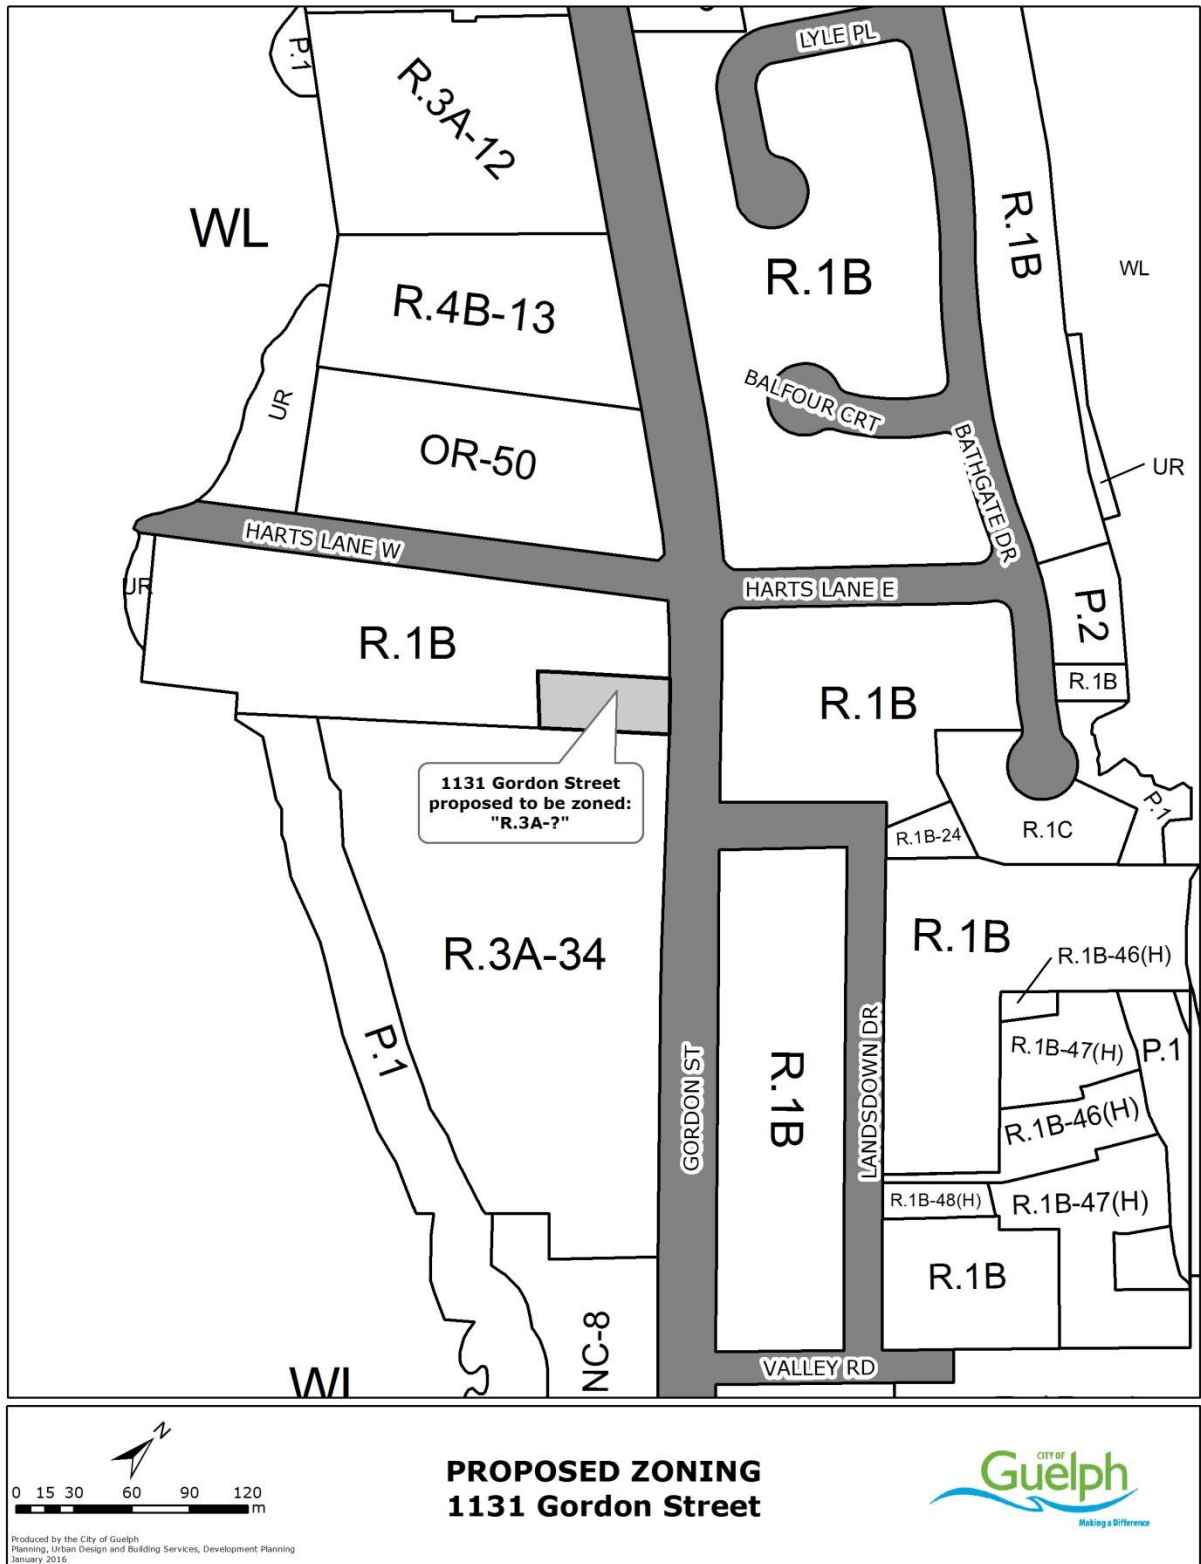 LYLE PL
P.1
R.3A-12
WL
R.1B
R.1B
WL
R.4B-13
UR
BALFOUR CRT
OR-50
BATHGATE DR
UR
HARTS LANE W
HARTS LANE E
UR
P.2
R.1B
R.1B
R.1B
1131 Gordon Street
proposed to be zoned:
"R.3A-?"
P.1
R.1B-24
R.1C
R.3A-34
R.1B
R.1B-46(H)
P.1
GORDON ST
R.1B
LANDSDOWN DR
R.1B-47(H)
P.1
R.1B-46(H)
R.1B-48(H)
R.1B-47(H)
R.1B
NC-8
VALLEY RD
WL
N
0 15 30 60 90 120
m
PROPOSED ZONING
1131 Gordon Street
CITY OF
Guelph
Making a Difference
Produced by the City of Guelph
Planning, Urban Design and Building Services, Development Planning
January 2016